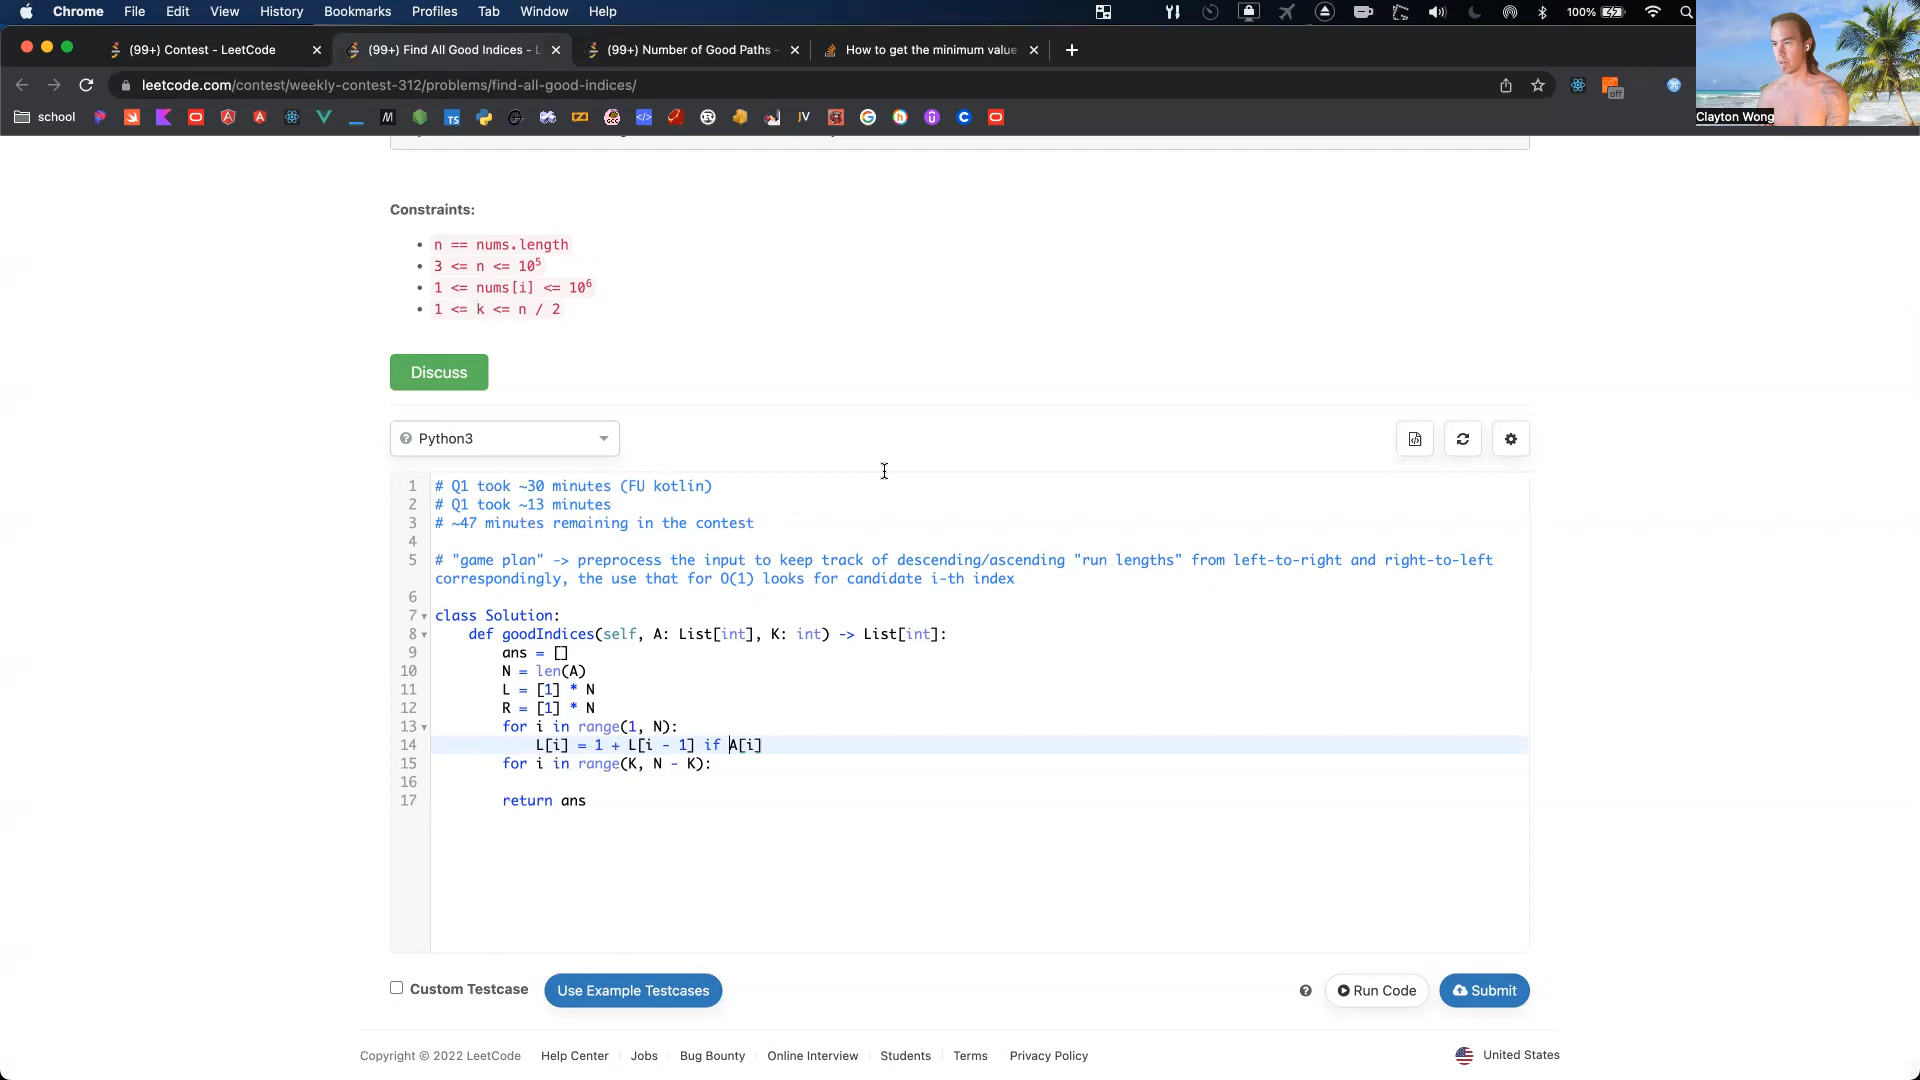 Chrome File Edit View History Bookmarks Profiles Tab Window Help 100%
(99+) Contest - LeetCode (99+) Find All Good Indices - L (99+) Number of Good Paths - How to get the minimum value
leetcode.com/contest/weekly-contest-312/problems/find-all-good-indices/
off
Clayton Wong
school
Constraints:
n == nums.length
3 <= n <= 10^5
1 <= nums[i] <= 10^6
1 <= k <= n / 2
Discuss
Python3
1 # Q1 took ~30 minutes (FU kotlin)
2 # Q1 took ~13 minutes
3 # ~47 minutes remaining in the contest
4
5 # "game plan" -> preprocess the input to keep track of descending/ascending "run lengths" from left-to-right and right-to-left
correspondingly, the use that for O(1) looks for candidate i-th index
6
7 class Solution:
8 def goodIndices(self, A: List[int], K: int) -> List[int]:
9 ans = []
10 N = len(A)
11 L = [1] * N
12 R = [1] * N
13 for i in range(1, N):
14 L[i] = 1 + L[i - 1] if A[i]
15 for i in range(K, N - K):
16
17 return ans
Custom Testcase Use Example Testcases Run Code Submit
Copyright © 2022 LeetCode Help Center Jobs Bug Bounty Online Interview Students Terms Privacy Policy United States